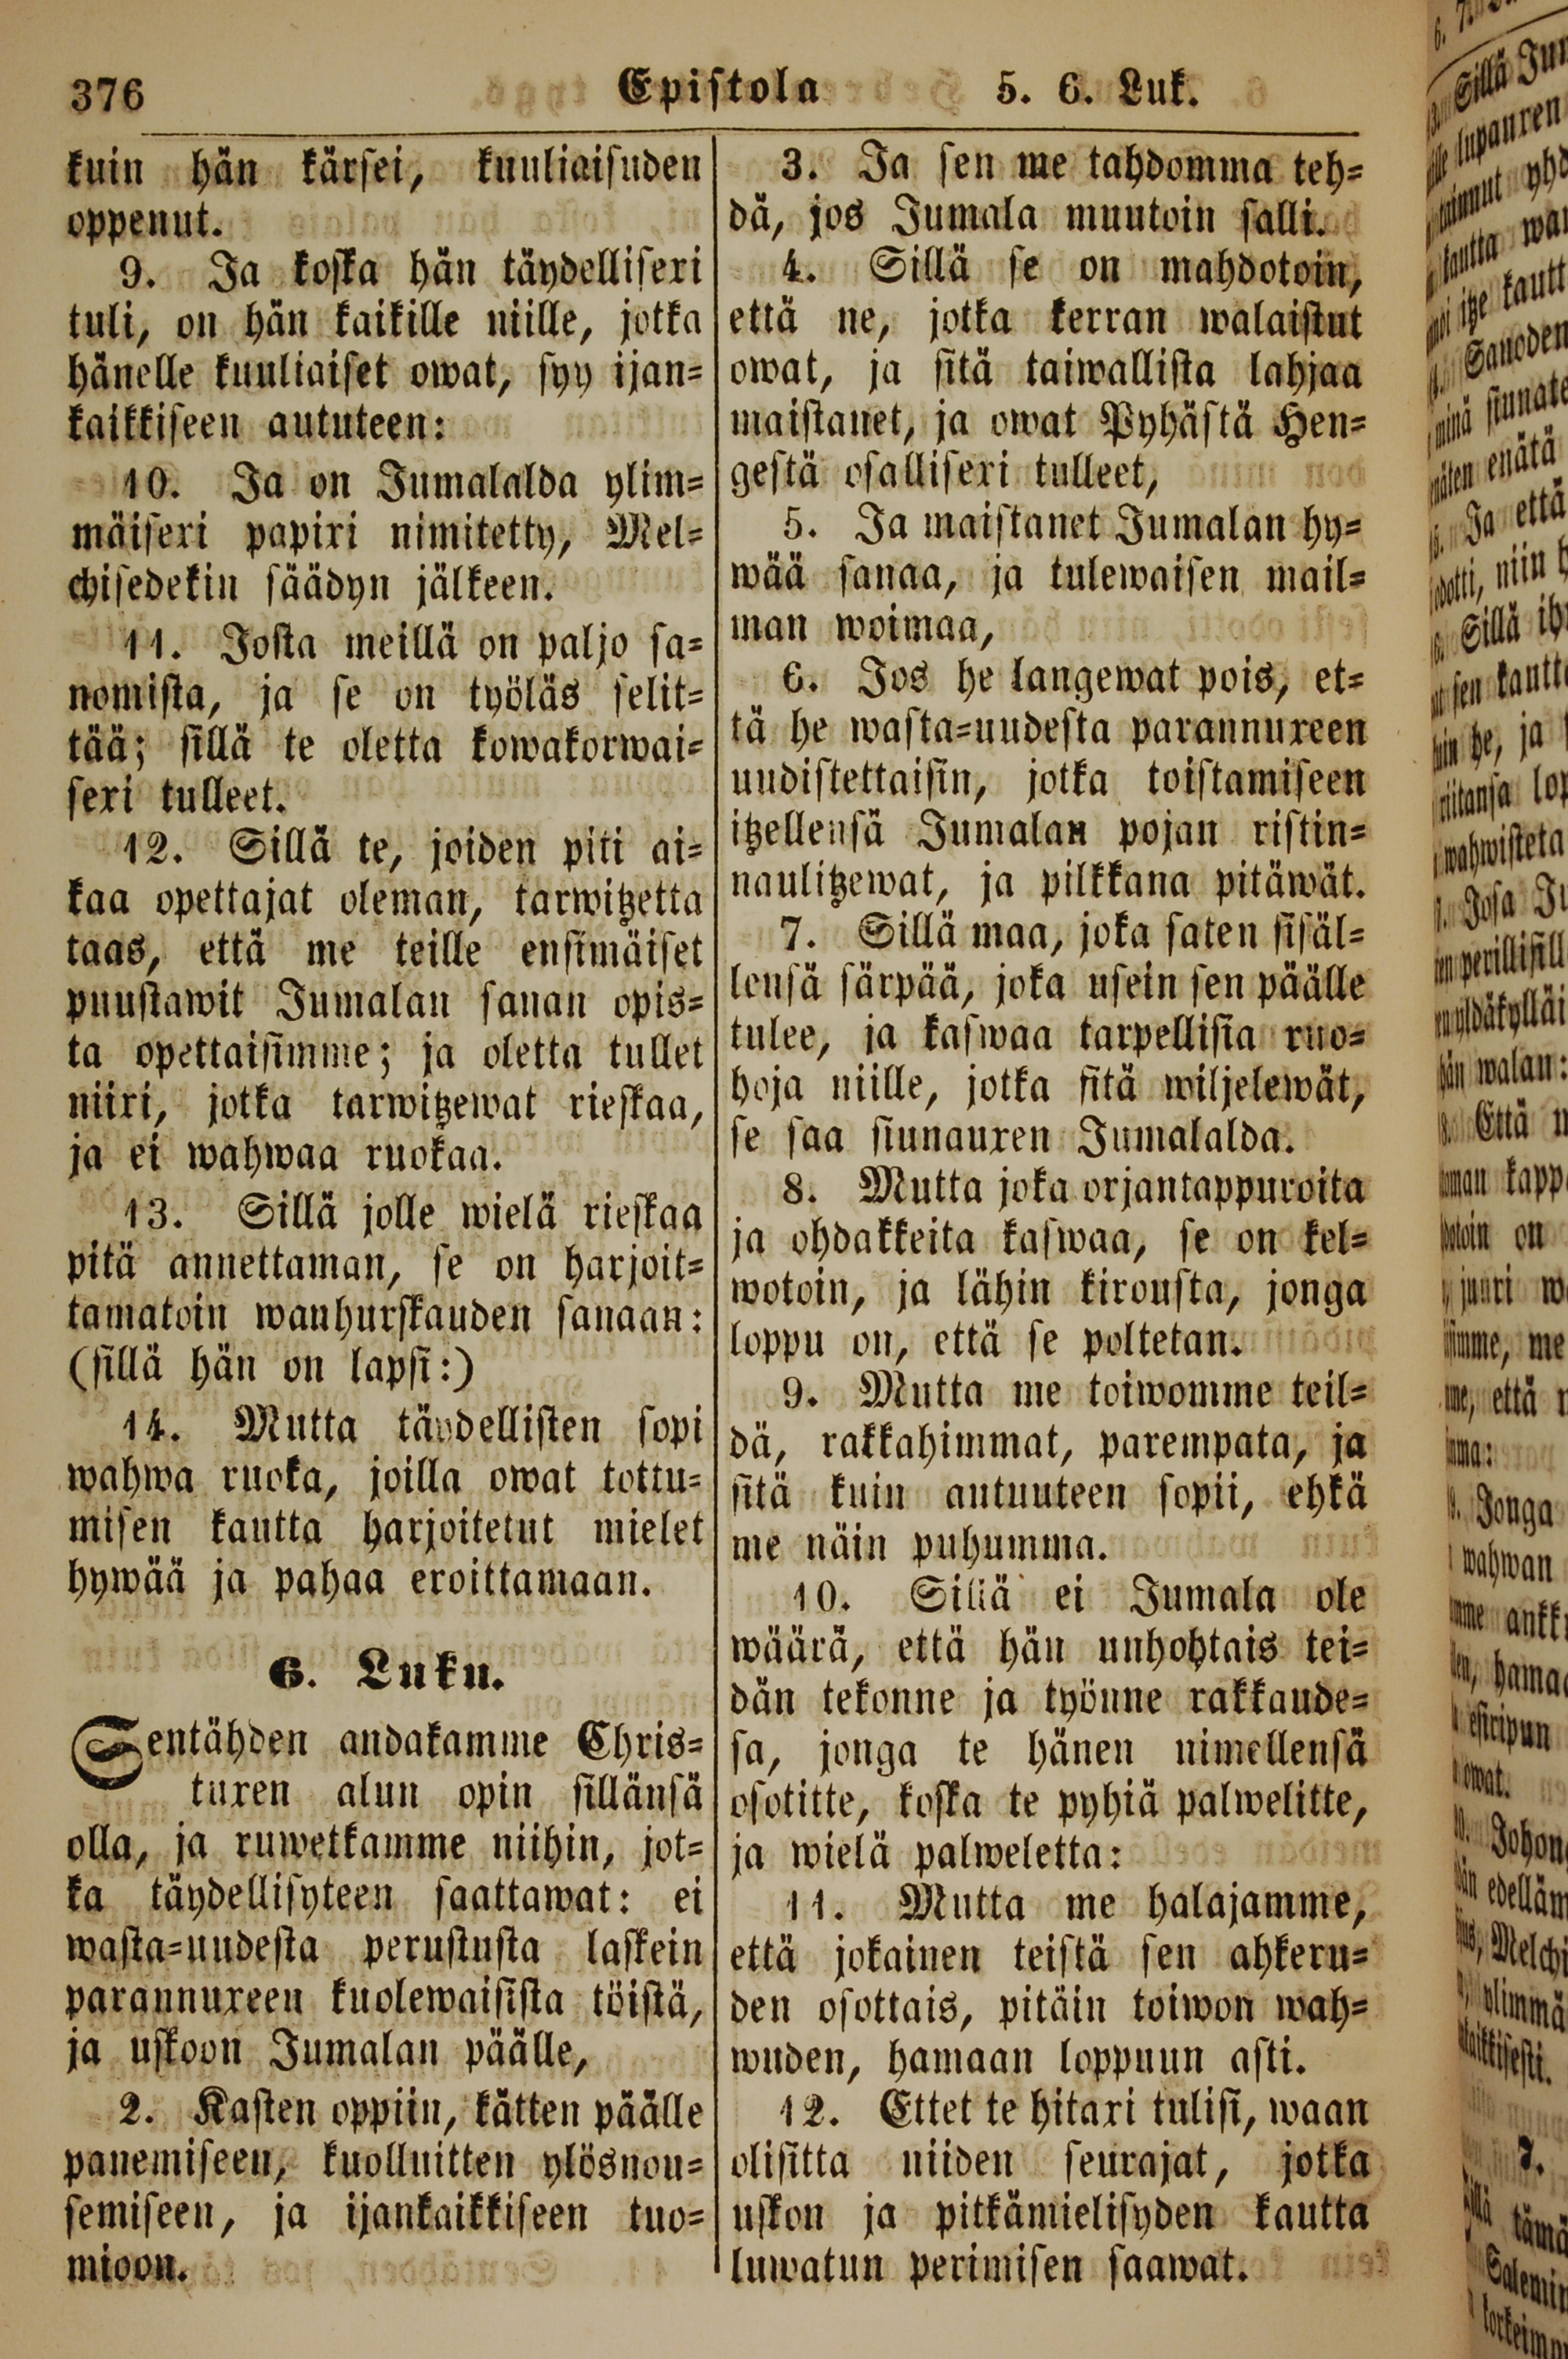 376 Epistola 5. 6. Luk.
kuin hän kärsei, kuuliaisuden
oppenut.
9. Ja koska hän täydellisexi
tuli, on hän kaikille niille, jotka
hänelle kuuliaiset owat, syy ijan=
kaikkiseen aututeen:
10. Ja on Jumalalda ylim=
mäisexi papixi nimitetty, Mel=
chisedekin säädyn jälkeen.
11. Josta meillä on paljo sa=
nomista, ja se on työläs selit=
tää; sillä te oletta kowakorwai=
sexi tulleet.
12. Sillä te, joiden piti ai=
kaa opettajat oleman, tarwitzetta
taas, että me teille ensimäiset
puustawit Jumalan sanan opis=
ta opettaisimme; ja oletta tullet
niixi, jotka tarwitzewat rieskaa,
ja ei wahwaa ruokaa.
13. Sillä jolle wielä rieskaa
pitä annettaman, se on harjoit=
tamatoin wanhurskauden sanaan:
(sillä hän on lapsi:)
14. Mutta täydellisten sopi
wahwa ruoka, joilla owat tottu=
misen kautta harjoitetut mielet
hywää ja pahaa eroittamaan.
6. Luku.
Sentähden andakamme Chris=
tuxen alun opin sillänsä
olla, ja ruwetkamme niihin, jot=
ka täydellisyteen saattawat: ei
wasta=uudesta perustusta laskein
parannuxeen kuolewaisista töistä,
ja uskoon Jumalan päälle,
2. Kasten oppiin, kätten päälle
panemiseen, kuolluitten ylösnou=
semiseen, ja ijankaikkiseen tuo=
mioon.
3. Ja sen me tahdomma teh=
dä, jos Jumala muutoin salli.
4. Sillä se on mahdotoin,
että ne, jotka kerran walaistut
owat, ja sitä taiwallista lahjaa
maistanet, ja owat Pyhästä Hen=
gestä osallisexi tulleet,
5. Ja maistanet Jumalan hy=
wää sanaa, ja tulewaisen mail=
man woimaa,
6. Jos he langewat pois, et=
tä he wasta=uudesta parannuxeen
uudistettaisin, jotka toistamiseen
itzellensä Jumalan pojan ristin=
naulitzewat, ja pilkkana pitäwät.
7. Sillä maa, joka saten sisäl=
lensä särpää, joka usein sen päälle
tulee, ja kaswaa tarpellisia ruo=
hoja niille, jotka sitä wiljelewät,
se saa siunauxen Jumalalda.
8. Mutta joka orjantappuroita
ja ohdakkeita kaswaa, se on kel=
wotoin, ja lähin kirousta, jonga
loppu on, että se poltetan.
9. Mutta me toiwomme teil=
dä, rakkahimmat, parempata, ja
sitä kuin autuuteen sopii, ehkä
me näin puhumma.
10. Sillä ei Jumala ole
wäärä, että hän unhohtais tei=
dän tekonne ja työnne rakkaude=
sa, jonga te hänen nimellensä
osotitte, koska te pyhiä palwelitte,
ja wielä palweletta:
11. Mutta me halajamme,
että jokainen teistä sen ahkeru=
den osottais, pitäin toiwon wah=
wuden, hamaan loppuun asti.
12. Ettet te hitaxi tulisi, waan
olisitta niiden seurajat, jotka
uskon ja pitkämielisyden kautta
luwatun perimisen saawat.